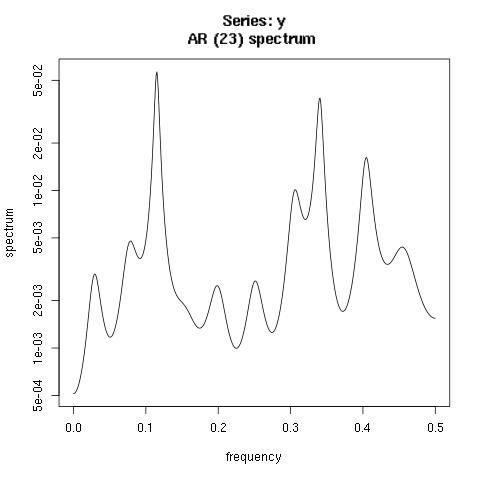 Series: y
AR (23) spectrum
spectrum
5e-02
2e-02
1e-02
5e-03
2e-03
1e-03
5e-04
0.0 0.1 0.2 0.3 0.4 0.5
frequency